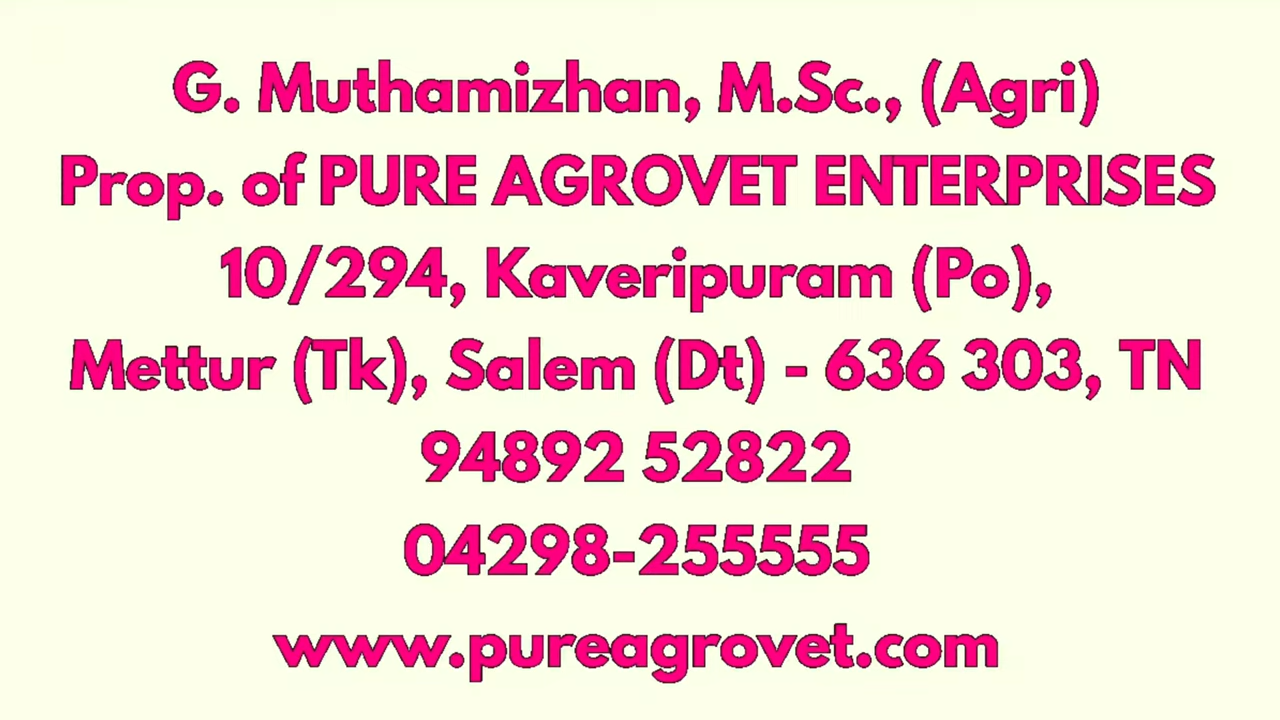 G. Muthamizhan, M.Sc., (Agri)
Prop. of PURE AGROVET ENTERPRISES
10/294, Kaveripuram (Po),
Mettur (Tk), Salem (Dt) - 636 303, TN
94892 52822
04298-255555
www.pureagrovet.com